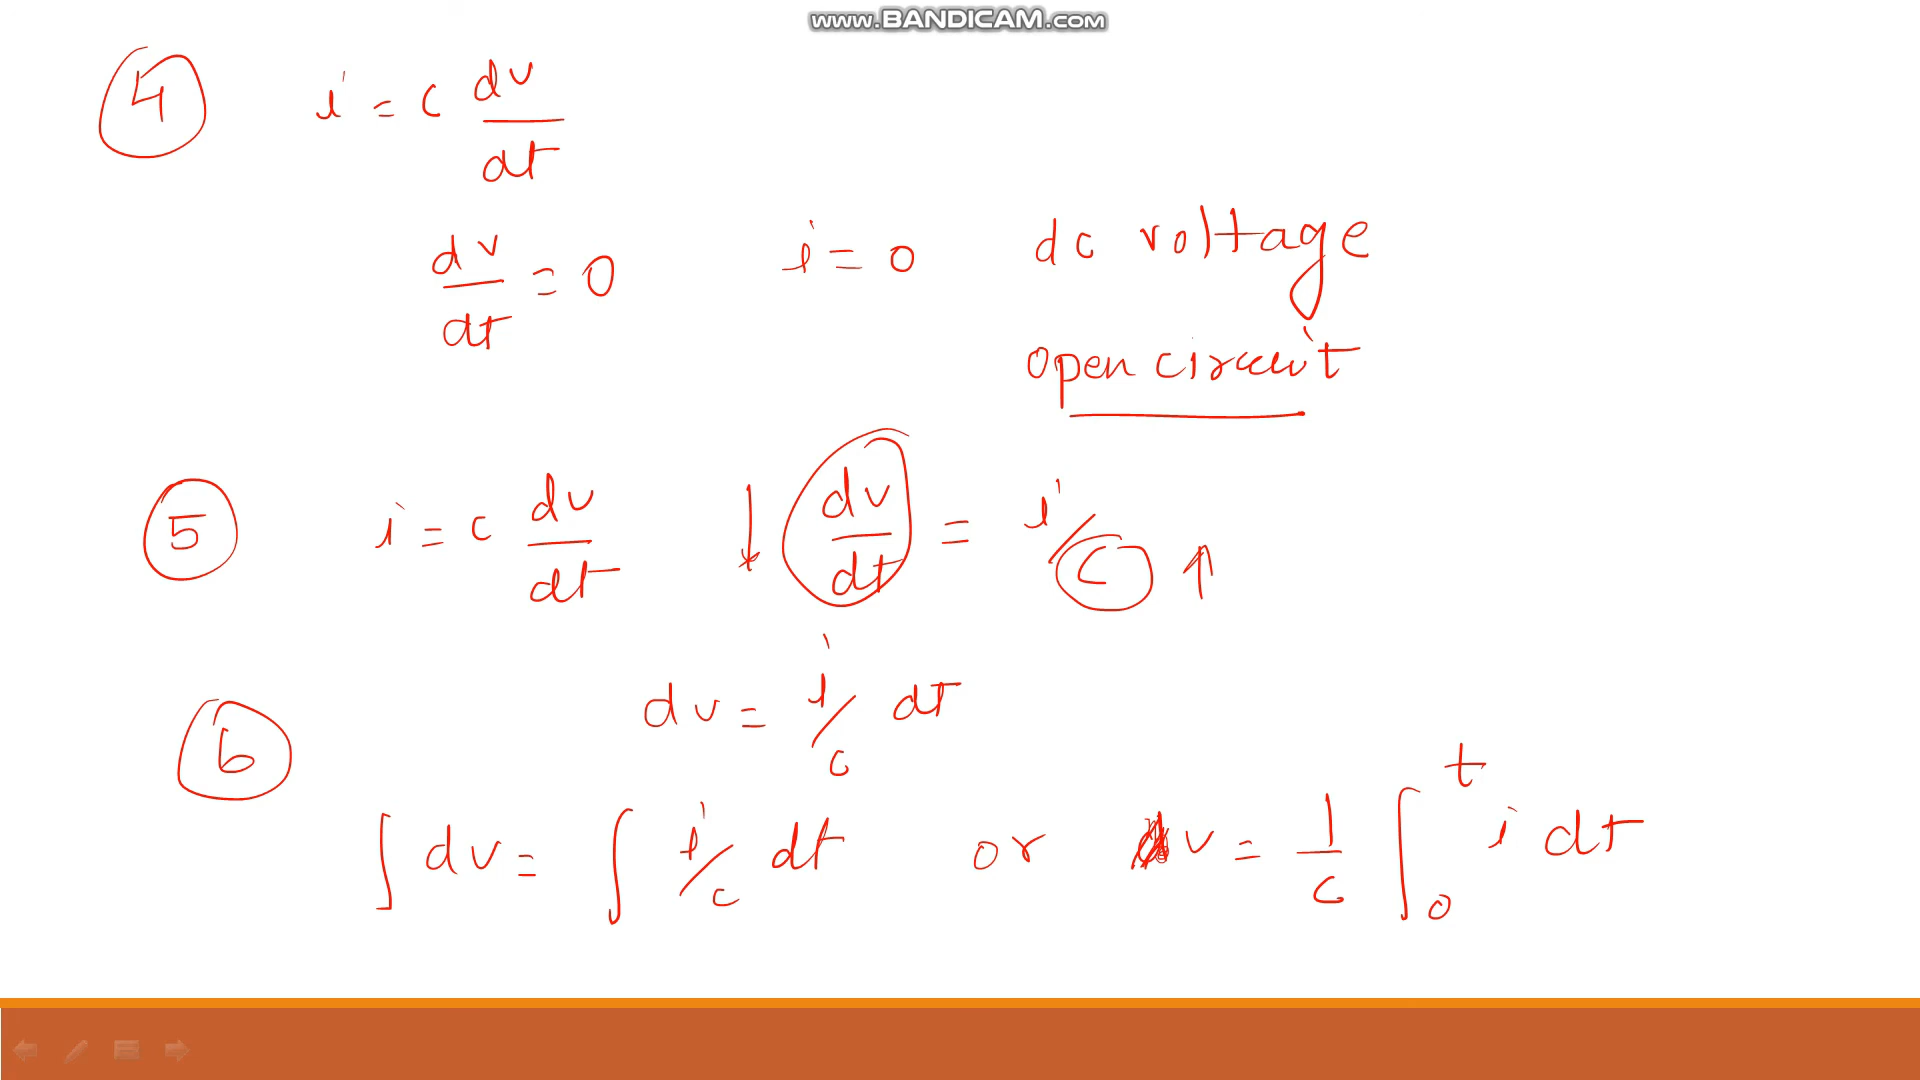 www.BANDICAM.com
4 i = c dv/dt
dv/dt = 0 i = 0 dc voltage
open circuit
5 i = c dv/dt ↓ dv/dt = i/c ↑
dv = i/c dt
6
∫ dv = ∫ i/c dt or v = 1/c ∫₀ᵗ i dt